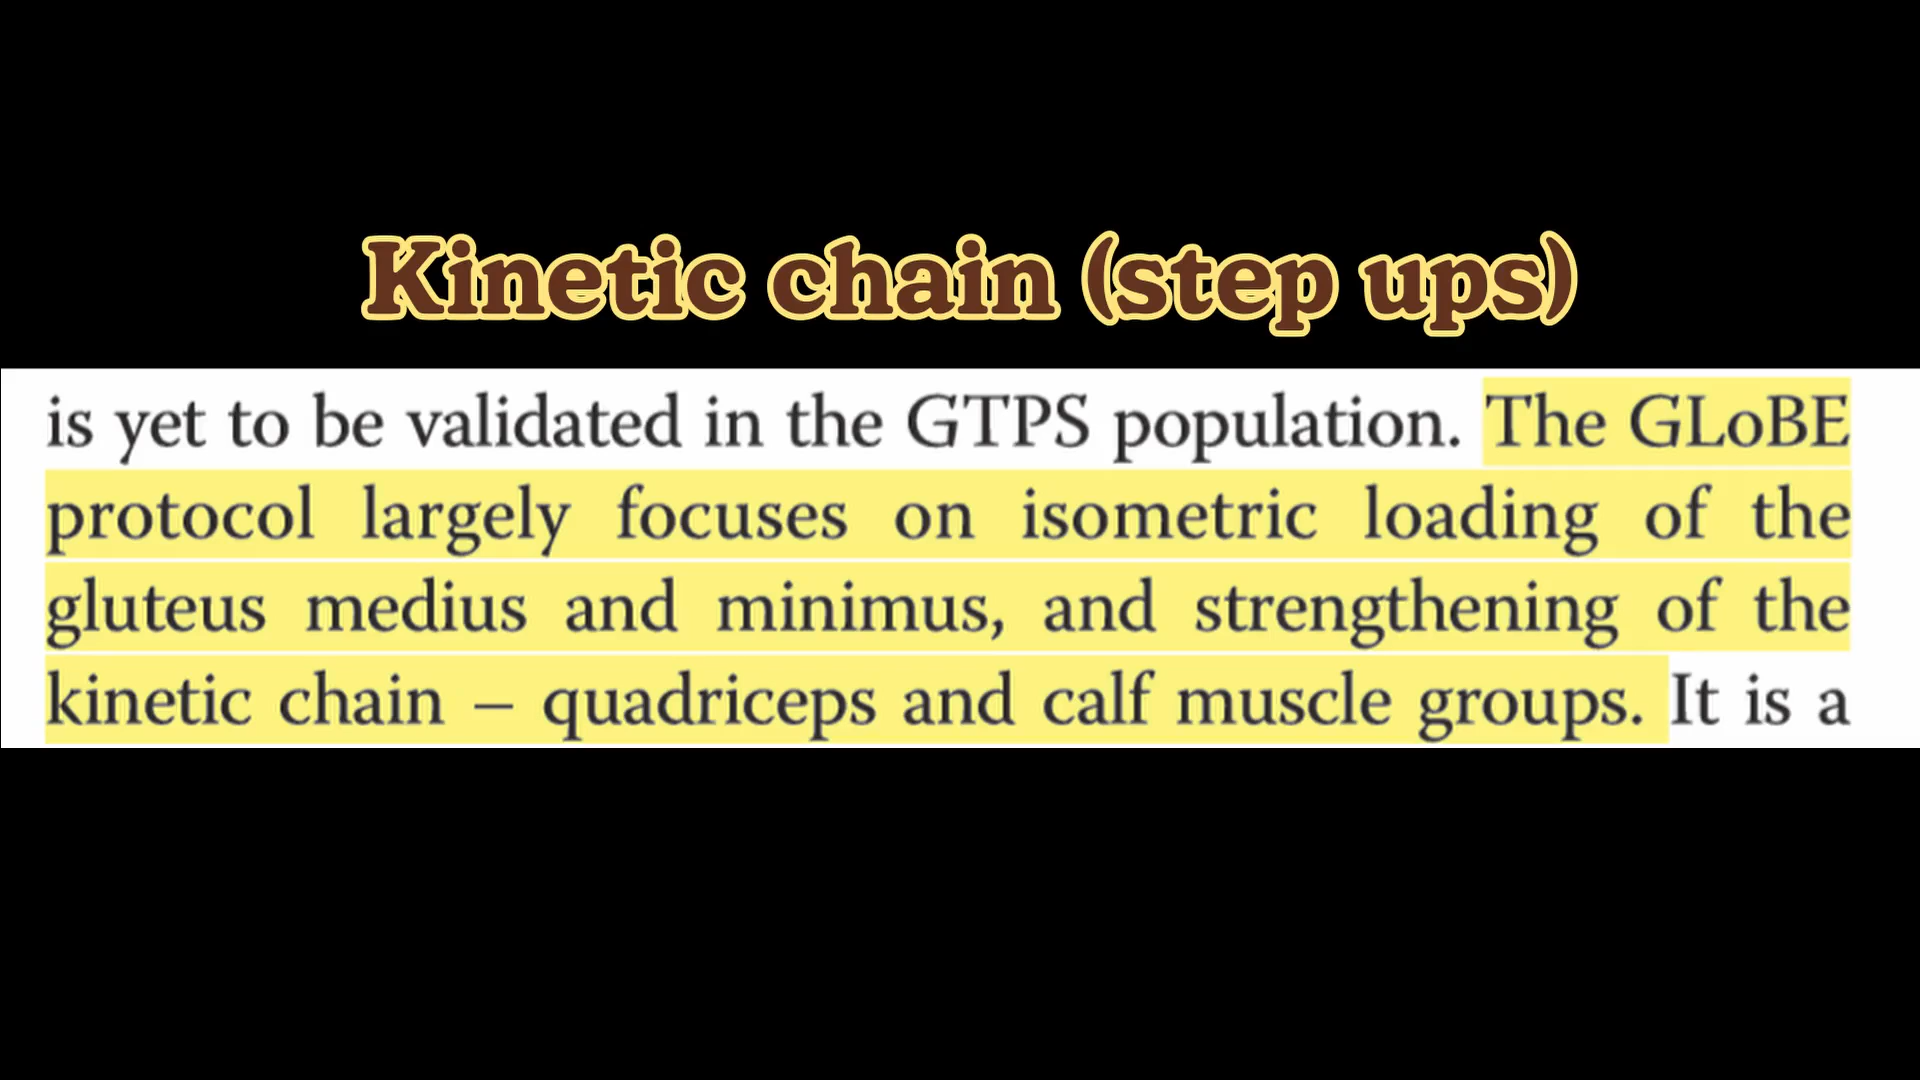 Kinetic chain (step ups)
is yet to be validated in the GTPS population. The GLoBE
protocol largely focuses on isometric loading of the
gluteus medius and minimus, and strengthening of the
kinetic chain – quadriceps and calf muscle groups. It is a